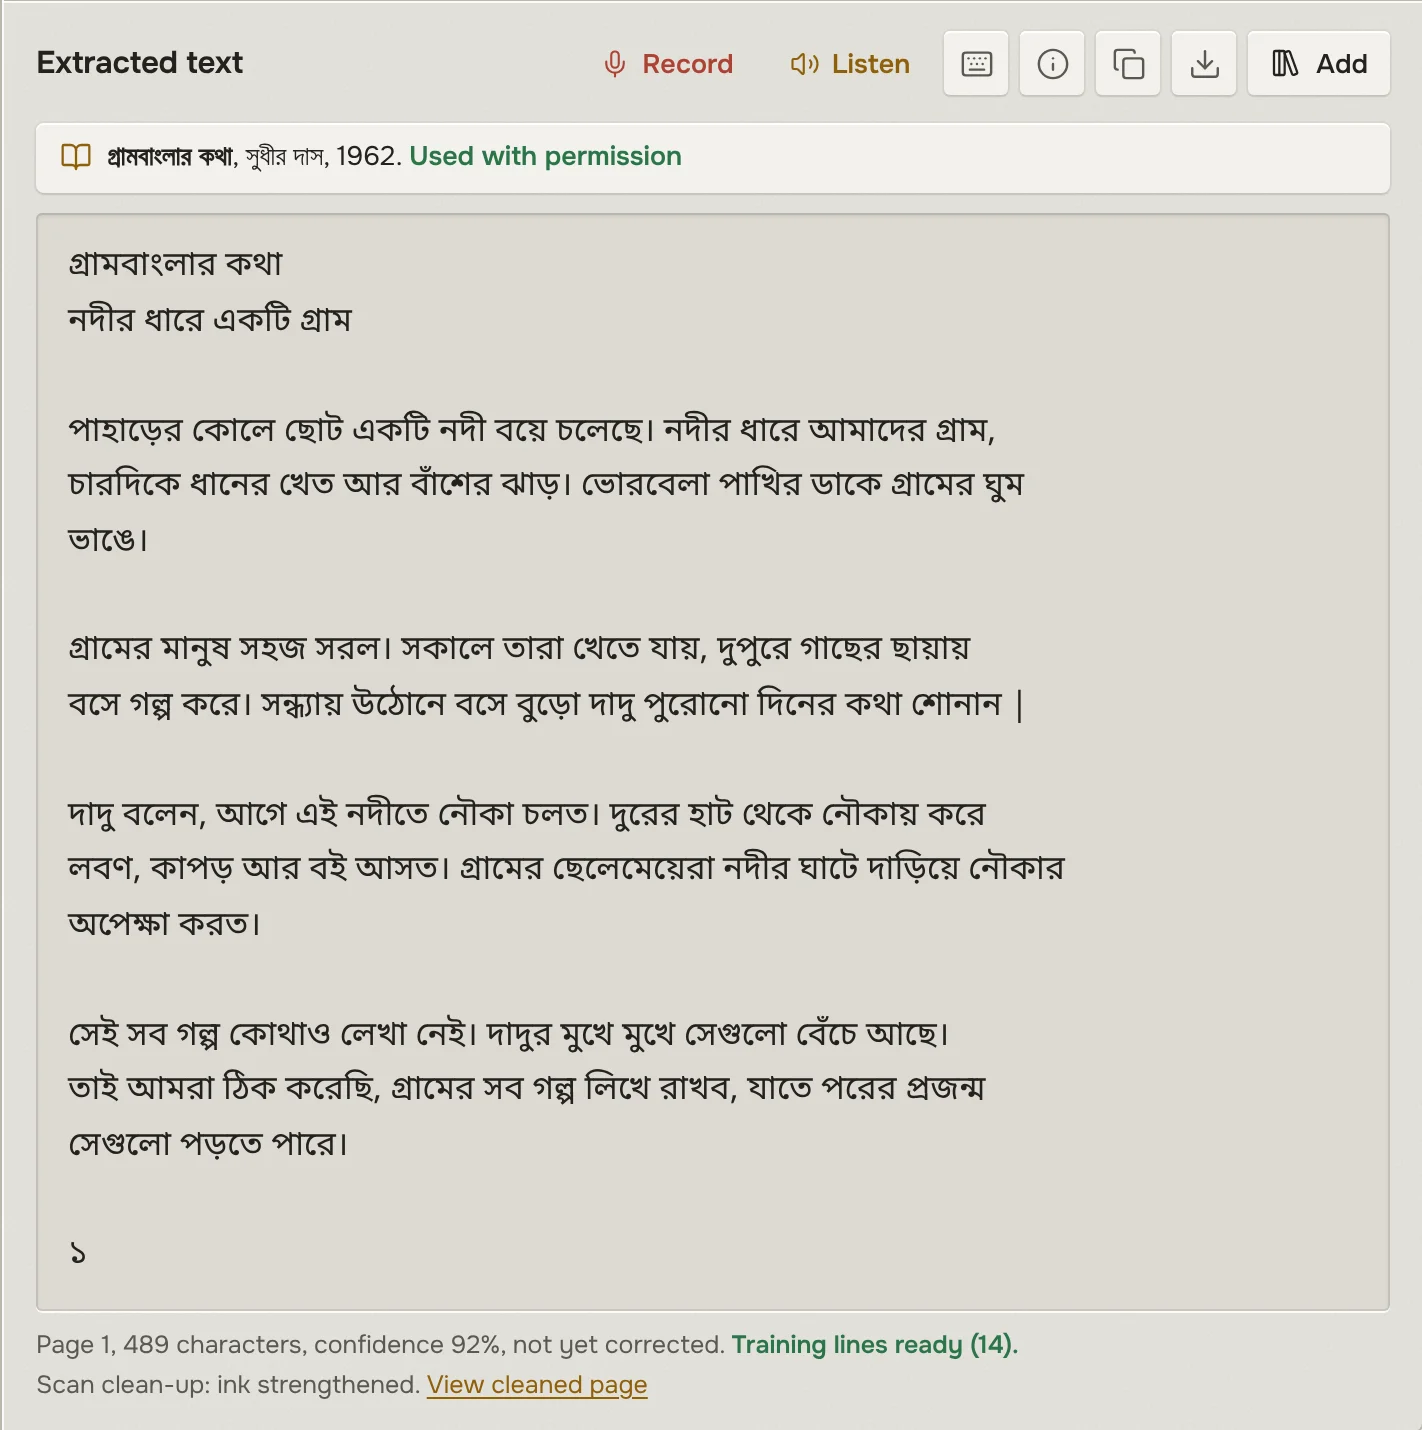 Extracted text
Record
Listen
Add
গ্রামবাংলার কথা, সুধীর দাস, 1962. Used with permission
গ্রামবাংলার কথা
নদীর ধারে একটি গ্রাম
পাহাড়ের কোলে ছোট একটি নদী বয়ে চলেছে। নদীর ধারে আমাদের গ্রাম,
চারদিকে ধানের খেত আর বাঁশের ঝাড়। ভোরবেলা পাখির ডাকে গ্রামের ঘুম
ভাঙে।
গ্রামের মানুষ সহজ সরল। সকালে তারা খেতে যায়, দুপুরে গাছের ছায়ায়
বসে গল্প করে। সন্ধ্যায় উঠোনে বসে বুড়ো দাদু পুরোনো দিনের কথা শোনান |
দাদু বলেন, আগে এই নদীতে নৌকা চলত। দুরের হাট থেকে নৌকায় করে
লবণ, কাপড় আর বই আসত। গ্রামের ছেলেমেয়েরা নদীর ঘাটে দাড়িয়ে নৌকার
অপেক্ষা করত।
সেই সব গল্প কোথাও লেখা নেই। দাদুর মুখে মুখে সেগুলো বেঁচে আছে।
তাই আমরা ঠিক করেছি, গ্রামের সব গল্প লিখে রাখব, যাতে পরের প্রজন্ম
সেগুলো পড়তে পারে।
১
Page 1, 489 characters, confidence 92%, not yet corrected. Training lines ready (14).
Scan clean-up: ink strengthened. View cleaned page